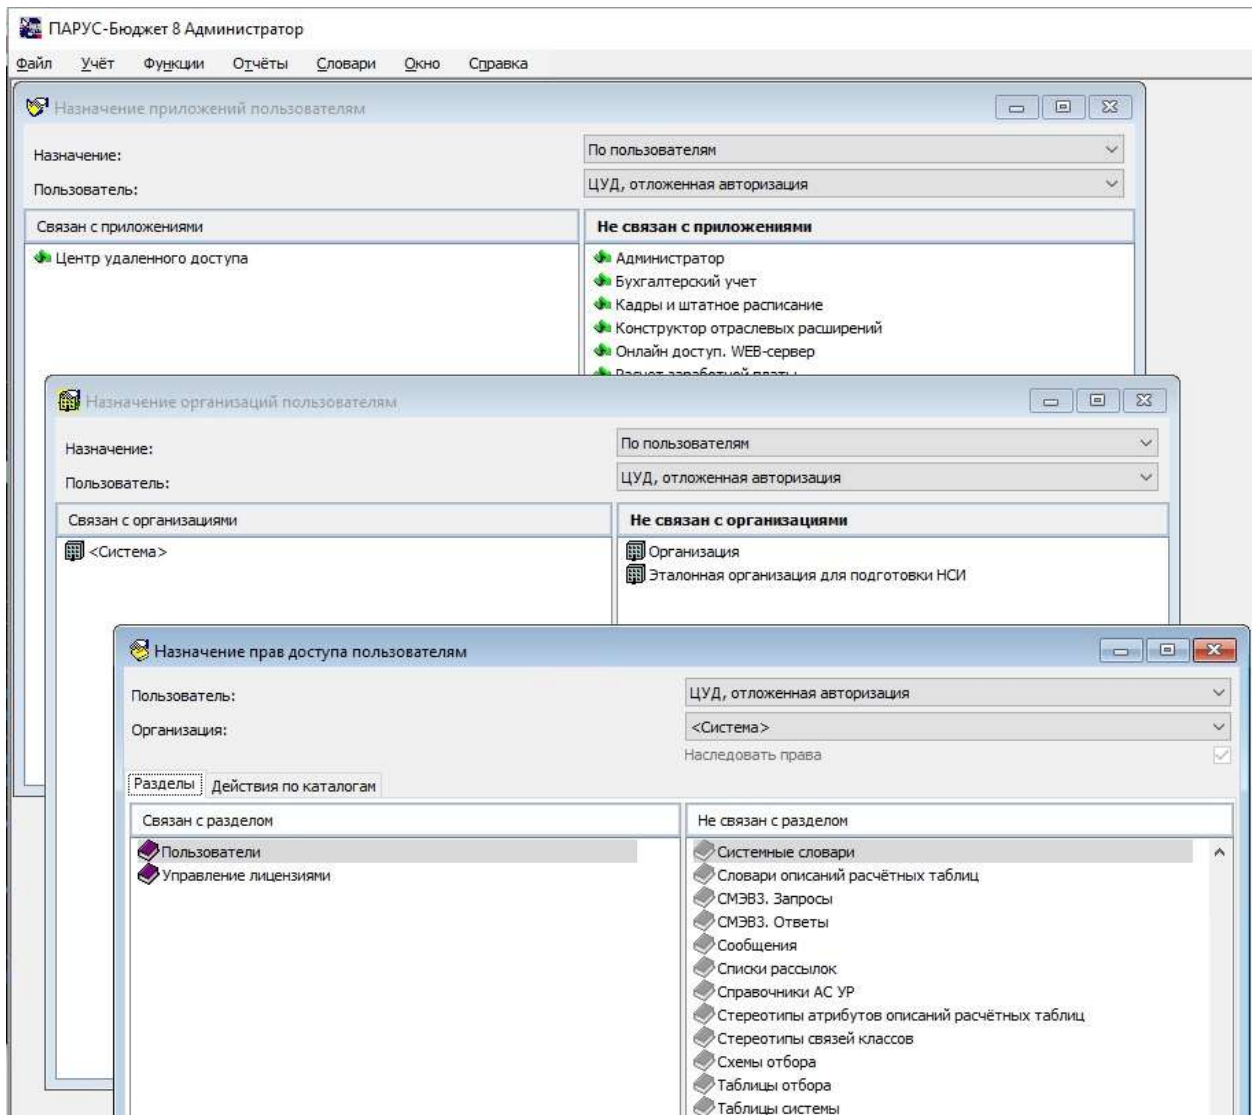 ПАРУС-Бюджет 8 Администратор
Файл Учёт Функции Отчёты Словари Окно Справка
Назначение приложений пользователям
Назначение: По пользователям
Пользователь: ЦУД, отложенная авторизация
Связан с приложениями Не связан с приложениями
Центр удаленного доступа Администратор
Бухгалтерский учет
Кадры и штатное расписание
Конструктор отраслевых расширений
Онлайн доступ. WEB-сервер
Расчет заработной платы
Назначение организаций пользователям
Назначение: По пользователям
Пользователь: ЦУД, отложенная авторизация
Связан с организациями Не связан с организациями
<Система> Организация
Эталонная организация для подготовки НСИ
Назначение прав доступа пользователям
Пользователь: ЦУД, отложенная авторизация
Организация: <Система>
Наследовать права
Разделы Действия по каталогам
Связан с разделом Не связан с разделом
Пользователи Системные словари
Управление лицензиями Словари описаний расчётных таблиц
СМЭВ3. Запросы
СМЭВ3. Ответы
Сообщения
Списки рассылок
Справочники АС УР
Стереотипы атрибутов описаний расчётных таблиц
Стереотипы связей классов
Схемы отбора
Таблицы отбора
Таблицы системы